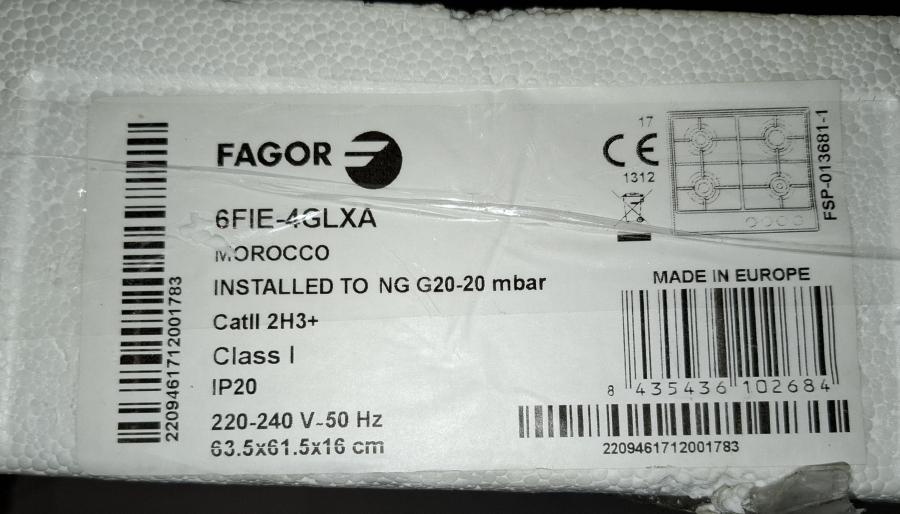 FAGOR
6FIE-4GLXA
MOROCCO
INSTALLED TO NG G20-20 mbar
CatII 2H3+
Class I
IP20
220-240 V~50 Hz
63.5x61.5x16 cm
2209461712001783
17
CE
1312
FSP-013681-1
MADE IN EUROPE
8 435436 102684
2209461712001783